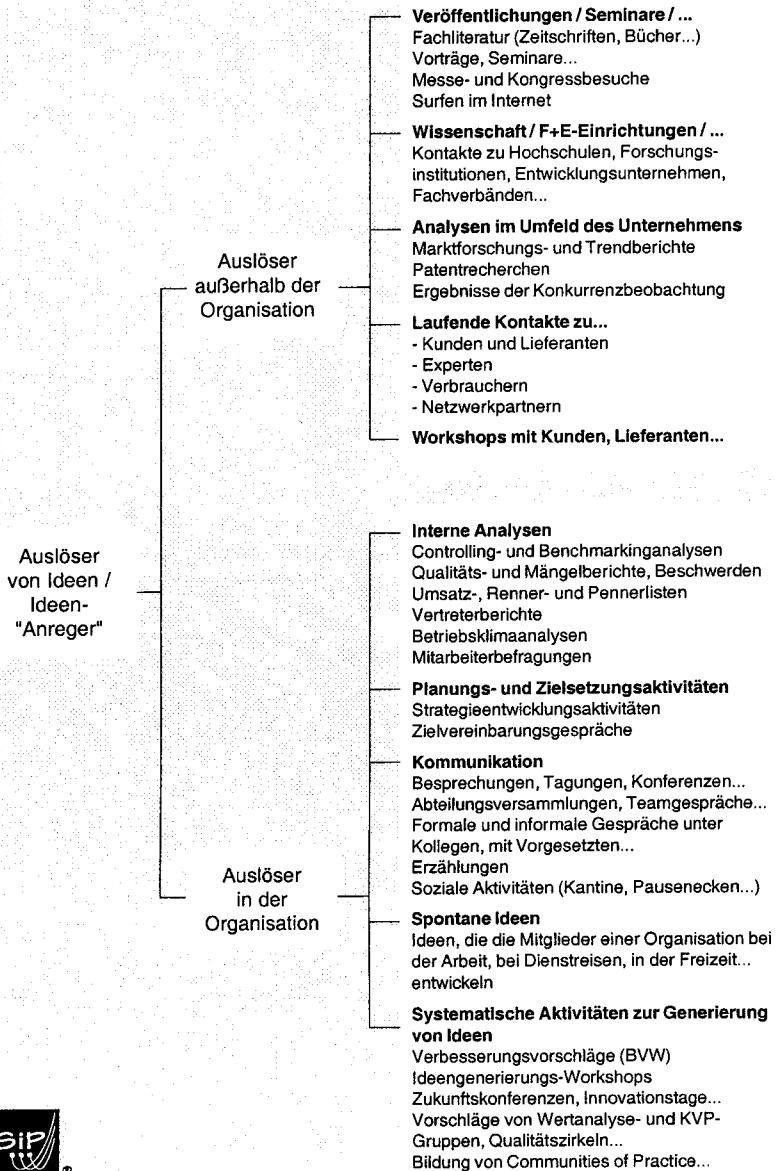 Veröffentlichungen / Seminare / ...
Fachliteratur (Zeitschriften, Bücher...)
Vorträge, Seminare...
Messe- und Kongressbesuche
Surfen im Internet
Wissenschaft / F+E-Einrichtungen / ...
Kontakte zu Hochschulen, Forschungs-
institutionen, Entwicklungsunternehmen,
Fachverbänden...
Analysen im Umfeld des Unternehmens
Marktforschungs- und Trendberichte
Patentrecherchen
Ergebnisse der Konkurrenzbeobachtung
Auslöser
außerhalb der
Organisation
Laufende Kontakte zu...
- Kunden und Lieferanten
- Experten
- Verbrauchern
- Netzwerkpartnern
Workshops mit Kunden, Lieferanten...
Auslöser
von Ideen /
Ideen-
"Anreger"
Interne Analysen
Controlling- und Benchmarkinganalysen
Qualitäts- und Mängelberichte, Beschwerden
Umsatz-, Renner- und Pennerlisten
Vertreterberichte
Betriebsklimaanalysen
Mitarbeiterbefragungen
Planungs- und Zielsetzungsaktivitäten
Strategieentwicklungsaktivitäten
Zielvereinbarungsgespräche
Kommunikation
Besprechungen, Tagungen, Konferenzen...
Abteilungsversammlungen, Teamgespräche...
Formale und informale Gespräche unter
Kollegen, mit Vorgesetzten...
Erzählungen
Soziale Aktivitäten (Kantine, Pausenecken...)
Auslöser
in der
Organisation
Spontane Ideen
Ideen, die die Mitglieder einer Organisation bei
der Arbeit, bei Dienstreisen, in der Freizeit...
entwickeln
Systematische Aktivitäten zur Generierung
von Ideen
Verbesserungsvorschläge (BVW)
Ideengenerierungs-Workshops
Zukunftskonferenzen, Innovationstage...
Vorschläge von Wertanalyse- und KVP-
Gruppen, Qualitätszirkeln...
Bildung von Communities of Practice...
SiP
®